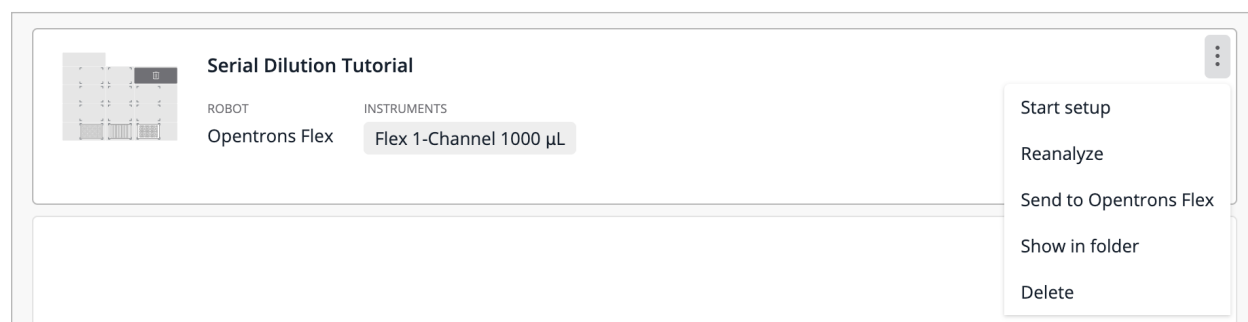 Serial Dilution Tutorial
ROBOT
INSTRUMENTS
Opentrons Flex
Flex 1-Channel 1000 µL
Start setup
Reanalyze
Send to Opentrons Flex
Show in folder
Delete